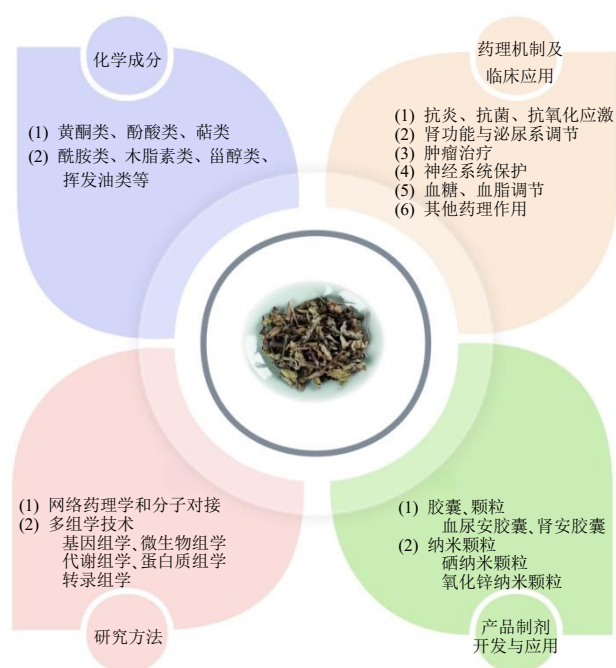 化学成分
(1) 黄酮类、酚酸类、萜类
(2) 酰胺类、木脂素类、甾醇类、
挥发油类等
药理机制及
临床应用
(1) 抗炎、抗菌、抗氧化应激
(2) 肾功能与泌尿系调节
(3) 肿瘤治疗
(4) 神经系统保护
(5) 血糖、血脂调节
(6) 其他药理作用
(1) 网络药理学和分子对接
(2) 多组学技术
基因组学、微生物组学
代谢组学、蛋白质组学
转录组学
研究方法
(1) 胶囊、颗粒
血尿安胶囊、肾安胶囊
(2) 纳米颗粒
硒纳米颗粒
氧化锌纳米颗粒
产品制剂
开发与应用